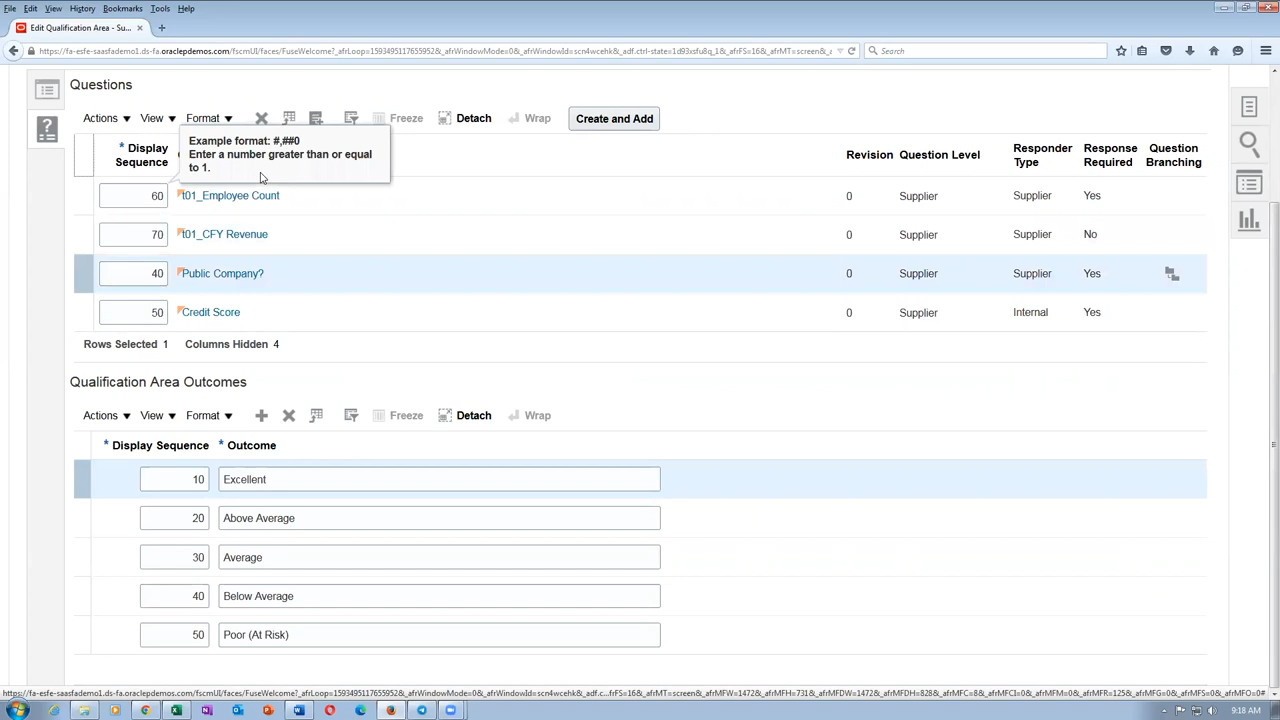 File Edit View History Bookmarks Tools Help
Edit Qualification Area - Su...
Search
Questions
Actions View Format Freeze Detach Wrap Create and Add
Example format: #,##0
Enter a number greater than or equal
to 1.
* Display
Sequence
Revision Question Level Responder
Type Response
Required Question
Branching
60 t01_Employee Count 0 Supplier Supplier Yes
70 t01_CFY Revenue 0 Supplier Supplier No
40 Public Company? 0 Supplier Supplier Yes
50 Credit Score 0 Supplier Internal Yes
Rows Selected 1 Columns Hidden 4
Qualification Area Outcomes
Actions View Format Freeze Detach Wrap
* Display Sequence * Outcome
10 Excellent
20 Above Average
30 Average
40 Below Average
50 Poor (At Risk)
9:18 AM